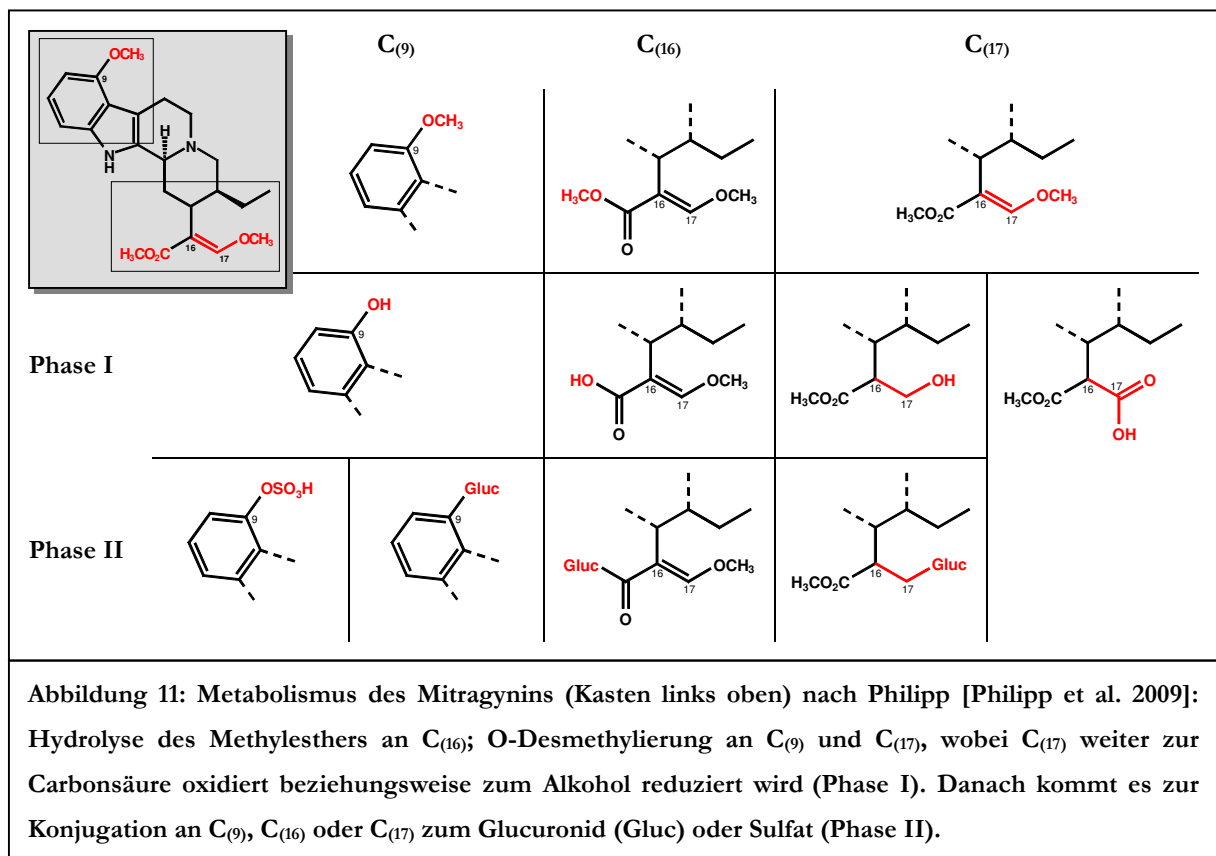 C(9) C(16) C(17)
OCH3
9
H
N
N
H
H3CO2C
16
17
OCH3
OCH3
9
H3CO
O
16
17
OCH3
H3CO2C
16
17
OCH3
Phase I
OH
9
HO
O
16
17
OCH3
H3CO2C
16
17
OH
H3CO2C
16
17
O
OH
Phase II
OSO3H
9
Gluc
9
Gluc
O
16
17
OCH3
H3CO2C
16
17
Gluc
Abbildung 11: Metabolismus des Mitragynins (Kasten links oben) nach Philipp [Philipp et al. 2009]:
Hydrolyse des Methylesthers an C(16); O-Desmethylierung an C(9) und C(17), wobei C(17) weiter zur
Carbonsäure oxidiert beziehungsweise zum Alkohol reduziert wird (Phase I). Danach kommt es zur
Konjugation an C(9), C(16) oder C(17) zum Glucuronid (Gluc) oder Sulfat (Phase II).